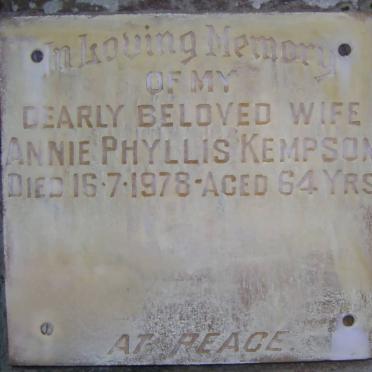 In Loving Memory
OF MY
DEARLY BELOVED WIFE
ANNIE PHYLLIS KEMPSON
DIED 16·7·1978-AGED 64 YRS
AT PEACE